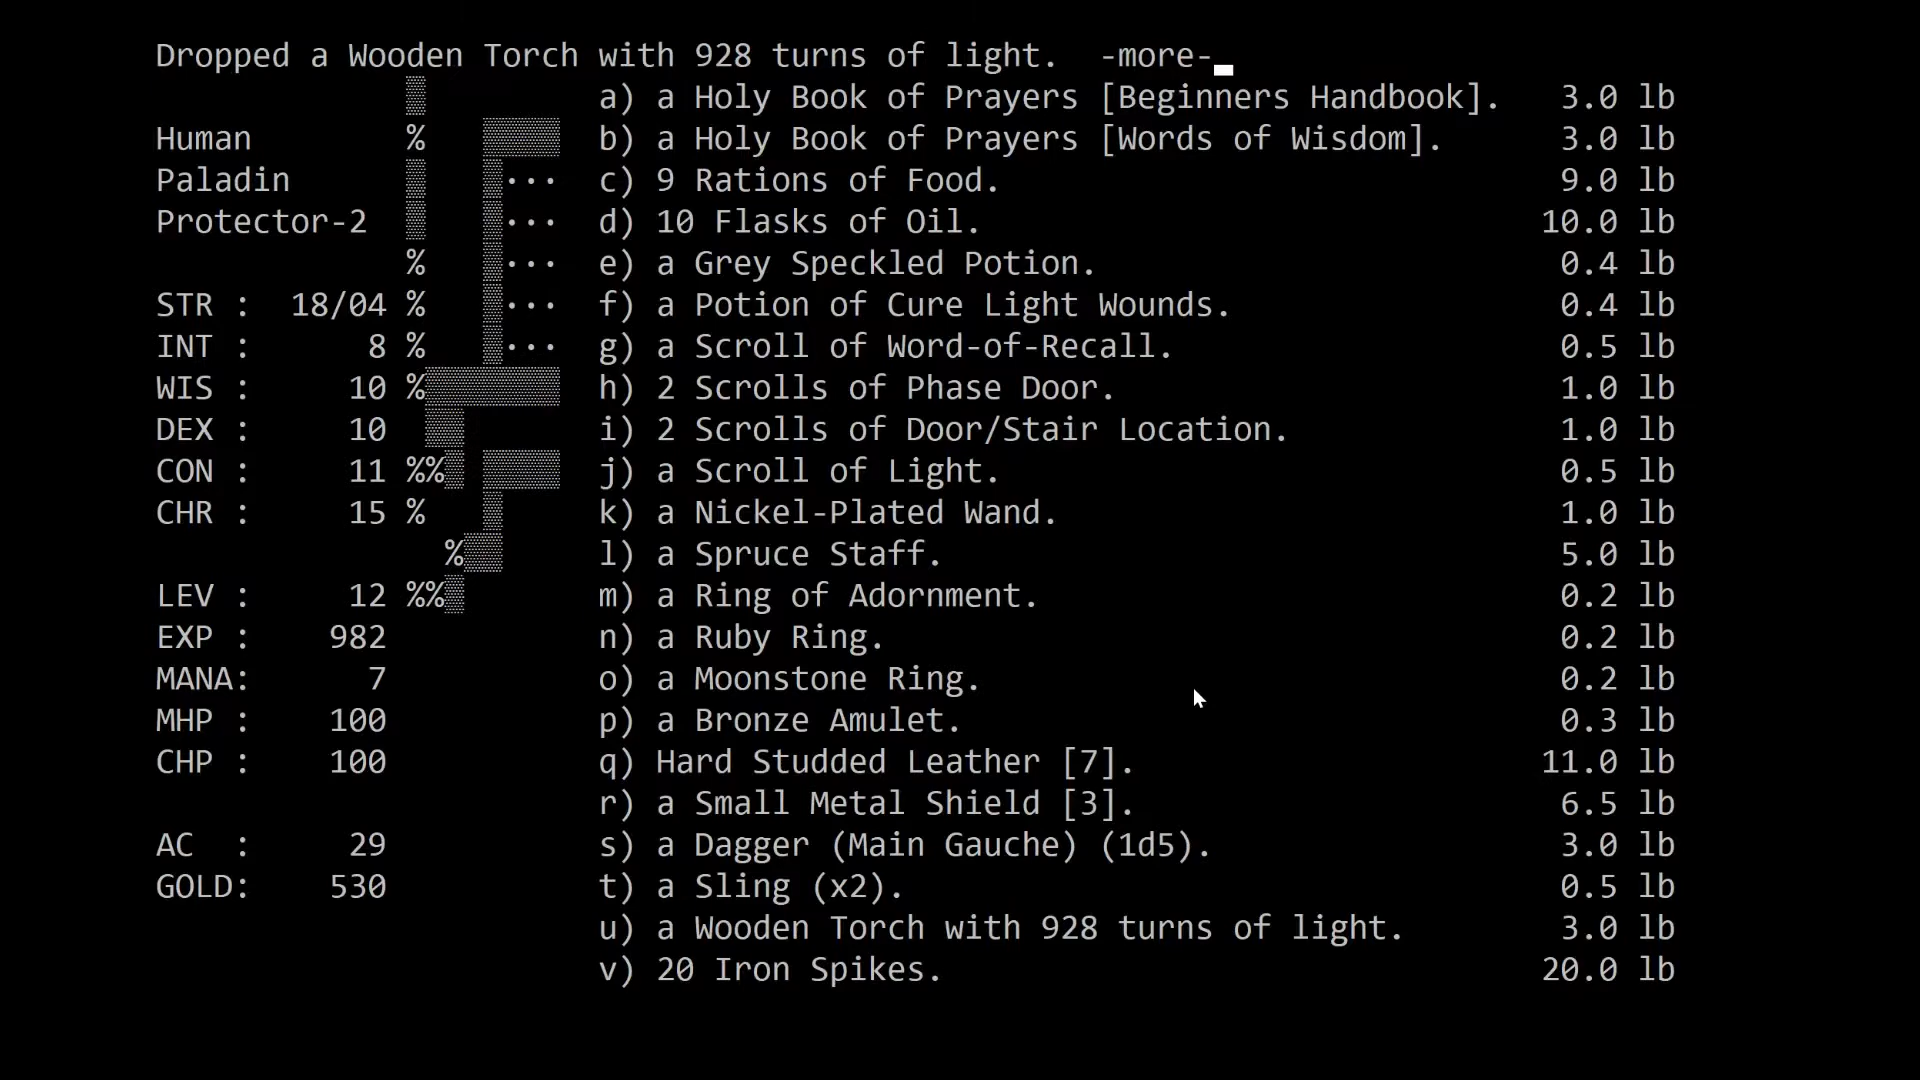 Dropped a Wooden Torch with 928 turns of light.  -more-
a) a Holy Book of Prayers [Beginners Handbook].   3.0 lb
Human % b) a Holy Book of Prayers [Words of Wisdom].   3.0 lb
Paladin ··· c) 9 Rations of Food.   9.0 lb
Protector-2 ··· d) 10 Flasks of Oil.   10.0 lb
% ··· e) a Grey Speckled Potion.   0.4 lb
STR :  18/04 % ··· f) a Potion of Cure Light Wounds.   0.4 lb
INT :  8 % ··· g) a Scroll of Word-of-Recall.   0.5 lb
WIS :  10 % h) 2 Scrolls of Phase Door.   1.0 lb
DEX :  10 i) 2 Scrolls of Door/Stair Location.   1.0 lb
CON :  11 %% j) a Scroll of Light.   0.5 lb
CHR :  15 % k) a Nickel-Plated Wand.   1.0 lb
% l) a Spruce Staff.   5.0 lb
LEV :  12 %% m) a Ring of Adornment.   0.2 lb
EXP :  982 n) a Ruby Ring.   0.2 lb
MANA:  7 o) a Moonstone Ring.   0.2 lb
MHP :  100 p) a Bronze Amulet.   0.3 lb
CHP :  100 q) Hard Studded Leather [7].   11.0 lb
r) a Small Metal Shield [3].   6.5 lb
AC  :  29 s) a Dagger (Main Gauche) (1d5).   3.0 lb
GOLD:  530 t) a Sling (x2).   0.5 lb
u) a Wooden Torch with 928 turns of light.   3.0 lb
v) 20 Iron Spikes.   20.0 lb